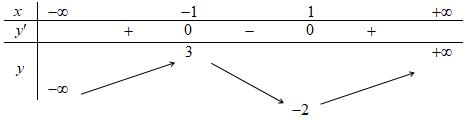 x −∞ −1 1 +∞
y′ + 0 − 0 +
3 +∞
y
−∞
−2